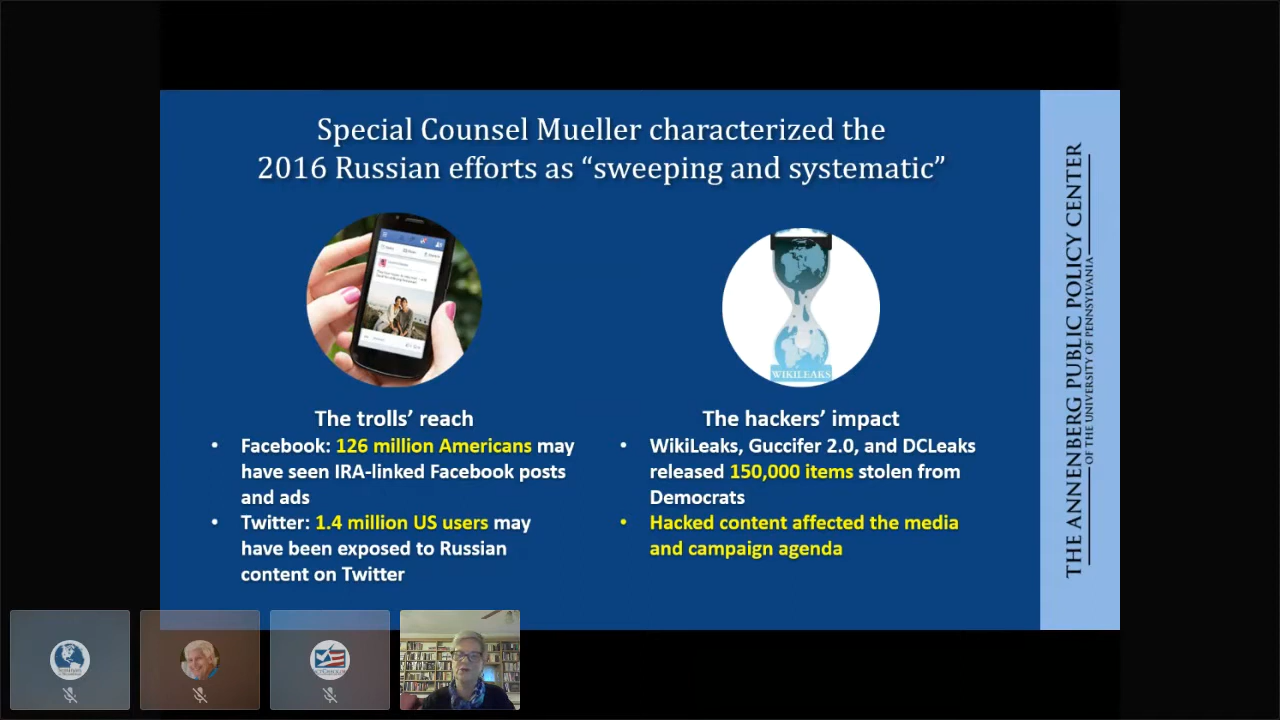 Special Counsel Mueller characterized the
2016 Russian efforts as “sweeping and systematic”
WIKILEAKS
The trolls’ reach
• Facebook: 126 million Americans may
have seen IRA-linked Facebook posts
and ads
• Twitter: 1.4 million US users may
have been exposed to Russian
content on Twitter
The hackers’ impact
• WikiLeaks, Guccifer 2.0, and DCLeaks
released 150,000 items stolen from
Democrats
• Hacked content affected the media
and campaign agenda
THE ANNENBERG PUBLIC POLICY CENTER
OF THE UNIVERSITY OF PENNSYLVANIA